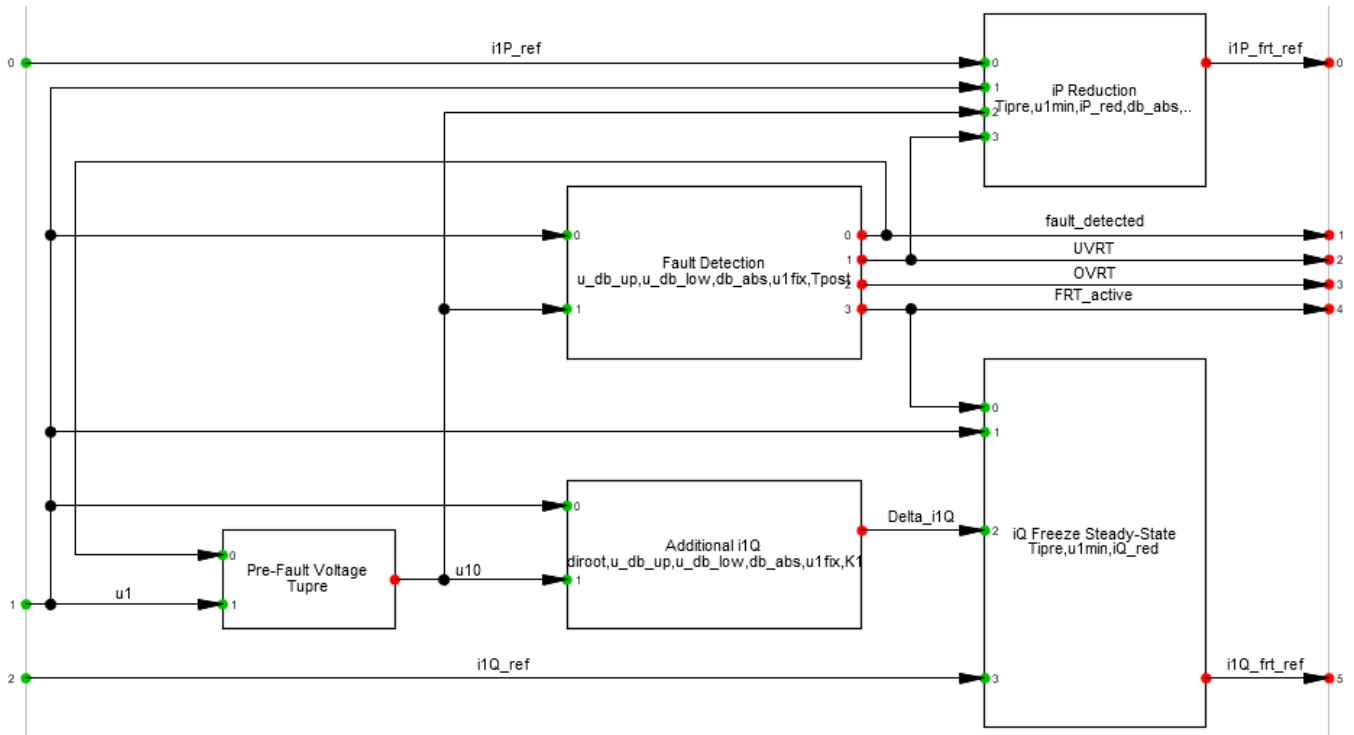 i1P_ref
i1P_frt_ref
0
0
0
1
iP Reduction
2
Tipre,u1min,iP_red,db_abs,..
3
fault_detected
0
0
1
UVRT
1
2
Fault Detection
u_db_up,u_db_low,db_abs,u1fix,Tpost
OVRT
2
3
FRT_active
1
3
4
0
1
0
Delta_i1Q
2
iQ Freeze Steady-State
Tipre,u1min,iQ_red
Additional i1Q
diroot,u_db_up,u_db_low,db_abs,u1fix,K1
0
Pre-Fault Voltage
Tupre
u10
1
u1
1
1
i1Q_ref
i1Q_frt_ref
2
3
5